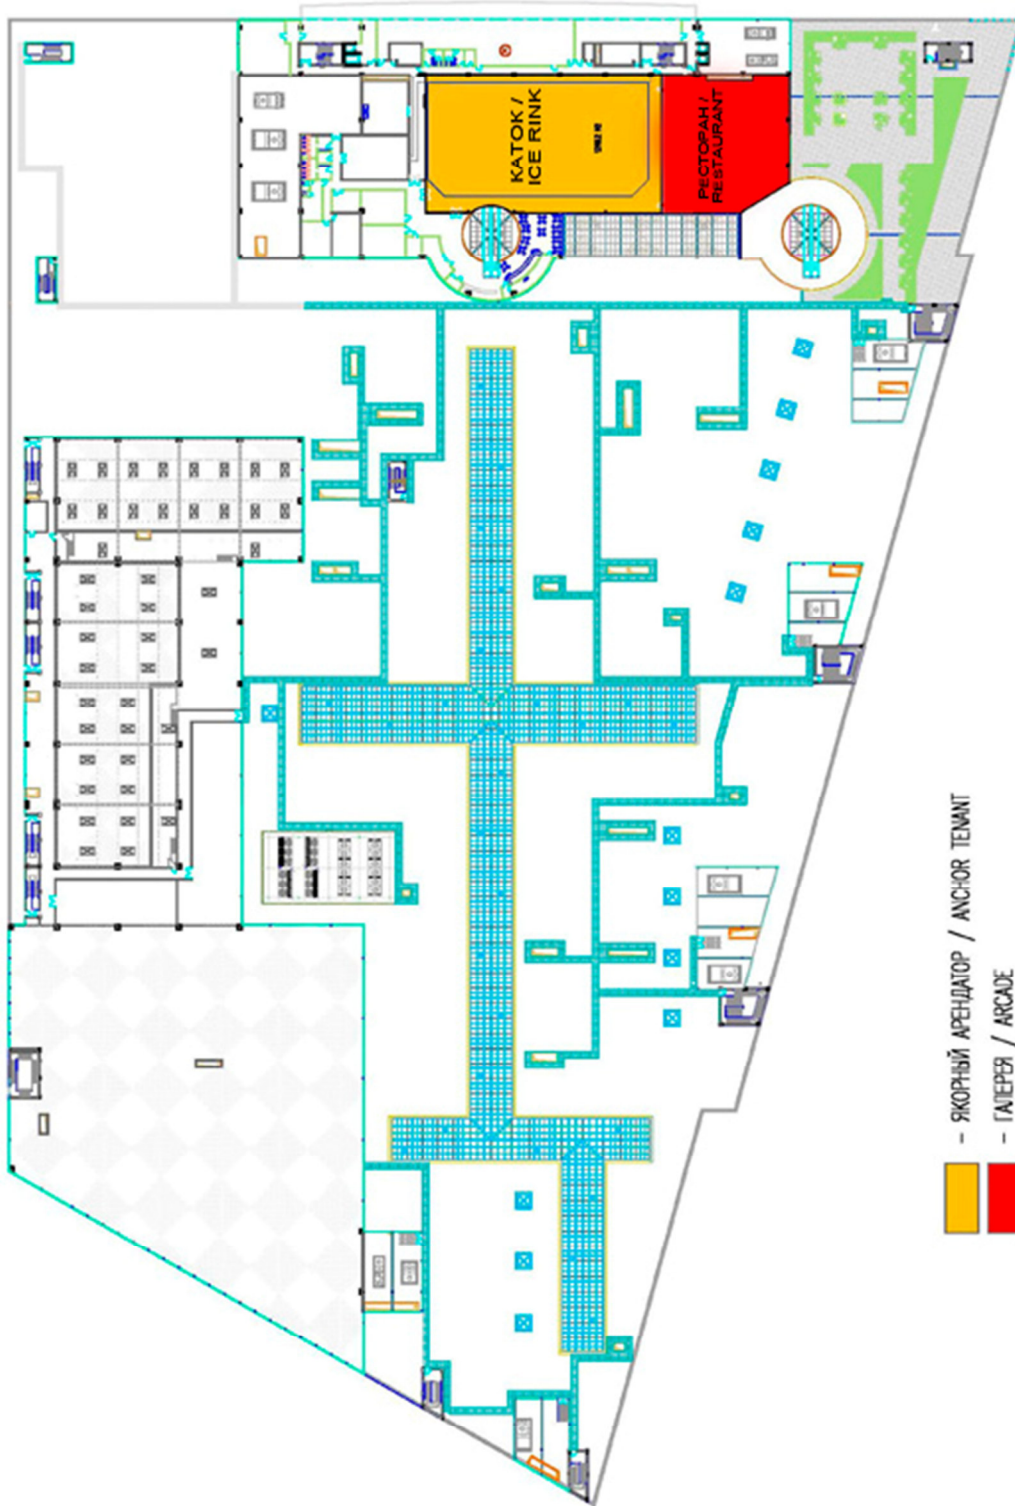 КАТОК /
ICE RINK
РЕСТОРАН /
RESTAURANT
- ЯКОРНЫЙ АРЕНДАТОР / ANCHOR TENANT
- ГАЛЕРЕЯ / ARCADE